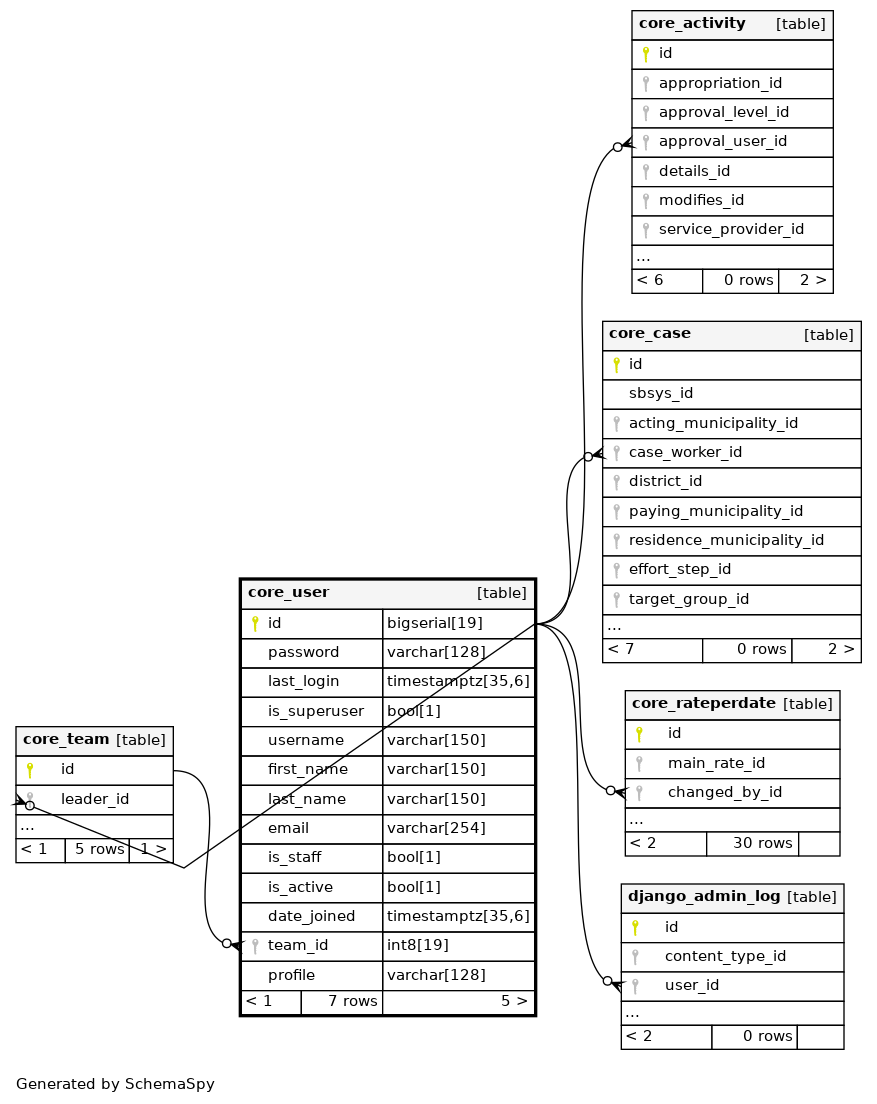 core_activity [table]
id
appropriation_id
approval_level_id
approval_user_id
details_id
modifies_id
service_provider_id
...
< 6 0 rows 2 >
core_case [table]
id
sbsys_id
acting_municipality_id
case_worker_id
district_id
paying_municipality_id
residence_municipality_id
effort_step_id
target_group_id
...
< 7 0 rows 2 >
core_user [table]
id bigserial[19]
password varchar[128]
last_login timestamptz[35,6]
is_superuser bool[1]
username varchar[150]
first_name varchar[150]
last_name varchar[150]
email varchar[254]
is_staff bool[1]
is_active bool[1]
date_joined timestamptz[35,6]
team_id int8[19]
profile varchar[128]
< 1 7 rows 5 >
core_team [table]
id
leader_id
...
< 1 5 rows 1 >
core_rateperdate [table]
id
main_rate_id
changed_by_id
...
< 2 30 rows
django_admin_log [table]
id
content_type_id
user_id
...
< 2 0 rows
Generated by SchemaSpy